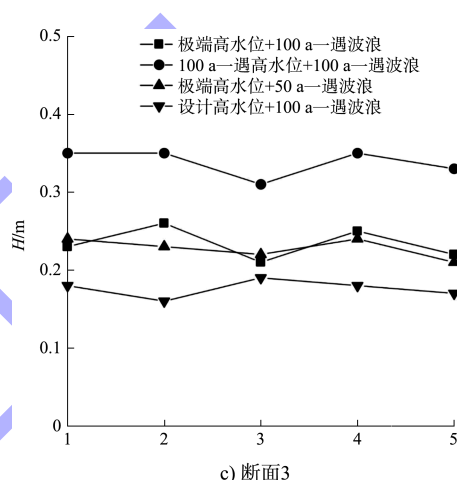 0.5
极端高水位+100 a一遇波浪
100 a一遇高水位+100 a一遇波浪
极端高水位+50 a一遇波浪
设计高水位+100 a一遇波浪
0.4
0.3
H/m
0.2
0.1
0
1 2 3 4 5
c) 断面3